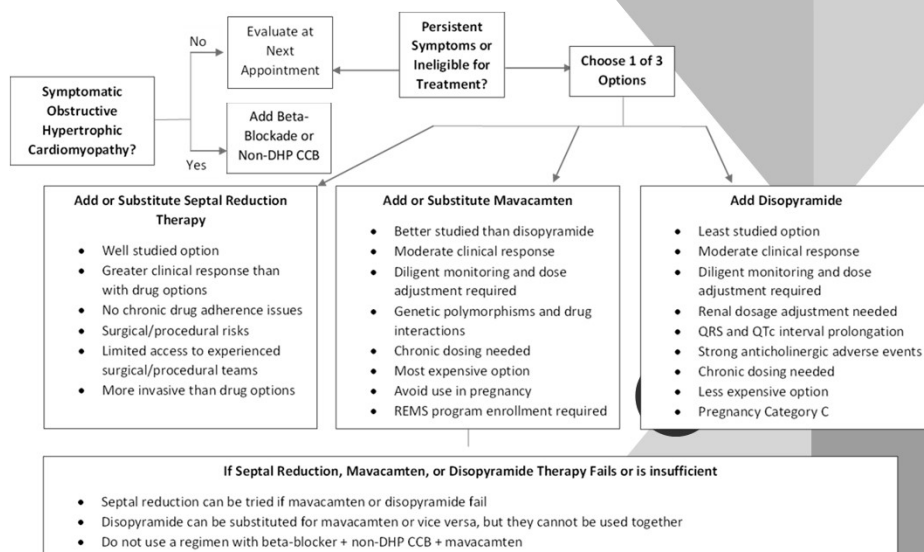 Symptomatic
Obstructive
Hypertrophic
Cardiomyopathy?
No
Yes
Evaluate at
Next
Appointment
Add Beta-
Blockade or
Non-DHP CCB
Persistent
Symptoms or
Ineligible for
Treatment?
Choose 1 of 3
Options
Add or Substitute Septal Reduction
Therapy
• Well studied option
• Greater clinical response than
with drug options
• No chronic drug adherence issues
• Surgical/procedural risks
• Limited access to experienced
surgical/procedural teams
• More invasive than drug options
Add or Substitute Mavacamten
• Better studied than disopyramide
• Moderate clinical response
• Diligent monitoring and dose
adjustment required
• Genetic polymorphisms and drug
interactions
• Chronic dosing needed
• Most expensive option
• Avoid use in pregnancy
• REMS program enrollment required
Add Disopyramide
• Least studied option
• Moderate clinical response
• Diligent monitoring and dose
adjustment required
• Renal dosage adjustment needed
• QRS and QTc interval prolongation
• Strong anticholinergic adverse events
• Chronic dosing needed
• Less expensive option
• Pregnancy Category C
If Septal Reduction, Mavacamten, or Disopyramide Therapy Fails or is insufficient
• Septal reduction can be tried if mavacamten or disopyramide fail
• Disopyramide can be substituted for mavacamten or vice versa, but they cannot be used together
• Do not use a regimen with beta-blocker + non-DHP CCB + mavacamten